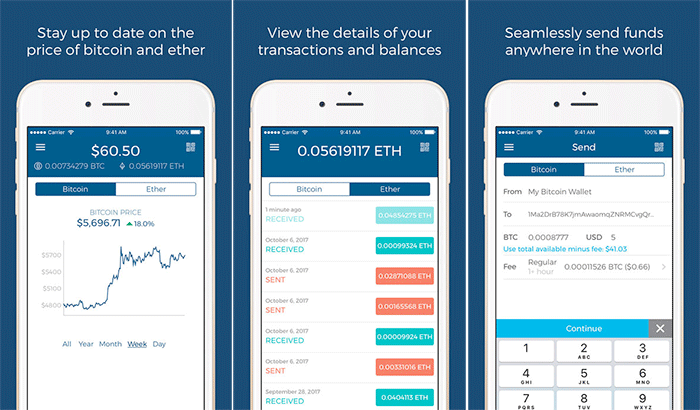 Stay up to date on the
price of bitcoin and ether
Carrier 9:41 AM 100%
$60.50
0.00734279 BTC 0.05619117 ETH
Bitcoin Ether
BITCOIN PRICE
$5,696.71 18.0%
$5700
$5400
$5100
$4800
All Year Month Week Day
View the details of your
transactions and balances
Carrier 9:41 AM 100%
0.05619117 ETH
Bitcoin Ether
1 minute ago
RECEIVED 0.04854275 ETH
October 6, 2017
RECEIVED 0.00099324 ETH
October 6, 2017
SENT 0.02871088 ETH
October 6, 2017
SENT 0.00165568 ETH
October 6, 2017
RECEIVED 0.00009924 ETH
October 6, 2017
SENT 0.00331016 ETH
September 28, 2017
RECEIVED 0.0404113 ETH
Seamlessly send funds
anywhere in the world
Carrier 9:41 AM 100%
Send
Bitcoin Ether
From My Bitcoin Wallet
To 1Ma2DrB78K7jmAwaomqZNRMCvgQr..
BTC 0.0008777 USD 5
Use total available minus fee: $41.03
Fee Regular 0.00011526 BTC ($0.66)
1+ hour
Continue
1 2 3
ABC DEF
4 5 6
GHI JKL MNO
7 8 9